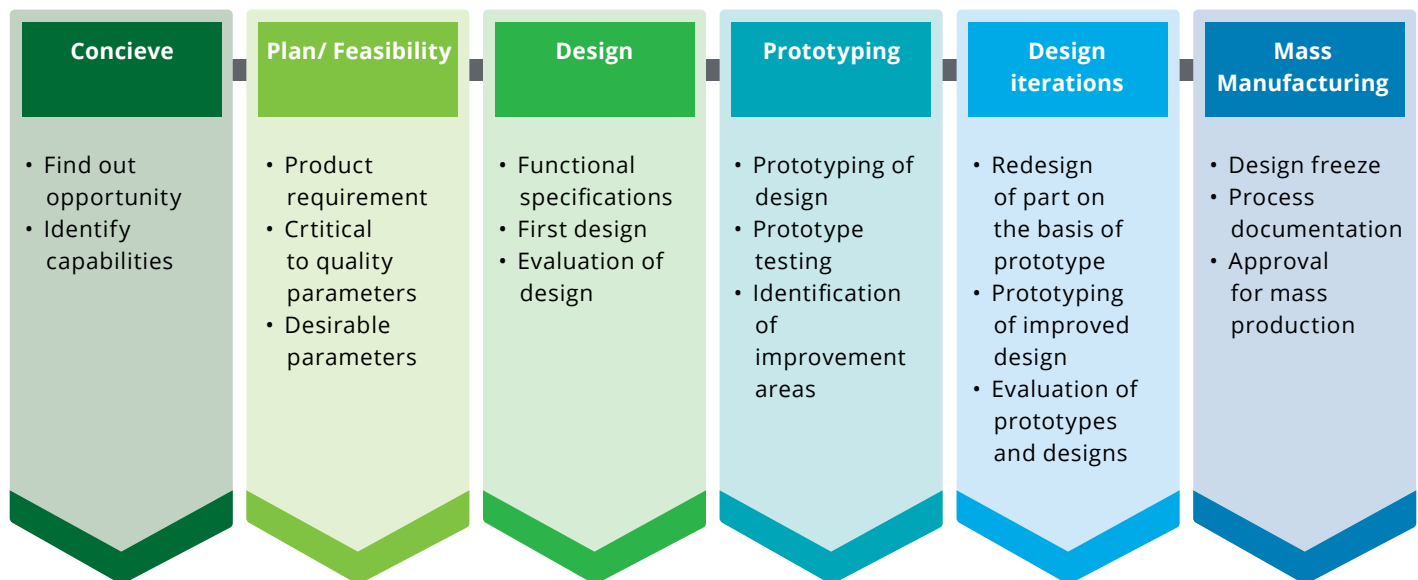 Concieve
• Find out
opportunity
• Identify
capabilities
Plan/ Feasibility
• Product
requirement
• Crtitical
to quality
parameters
• Desirable
parameters
Design
• Functional
specifications
• First design
• Evaluation of
design
Prototyping
• Prototyping of
design
• Prototype
testing
• Identification
of
improvement
areas
Design
iterations
• Redesign
of part on
the basis of
prototype
• Prototyping
of improved
design
• Evaluation of
prototypes
and designs
Mass
Manufacturing
• Design freeze
• Process
documentation
• Approval
for mass
production